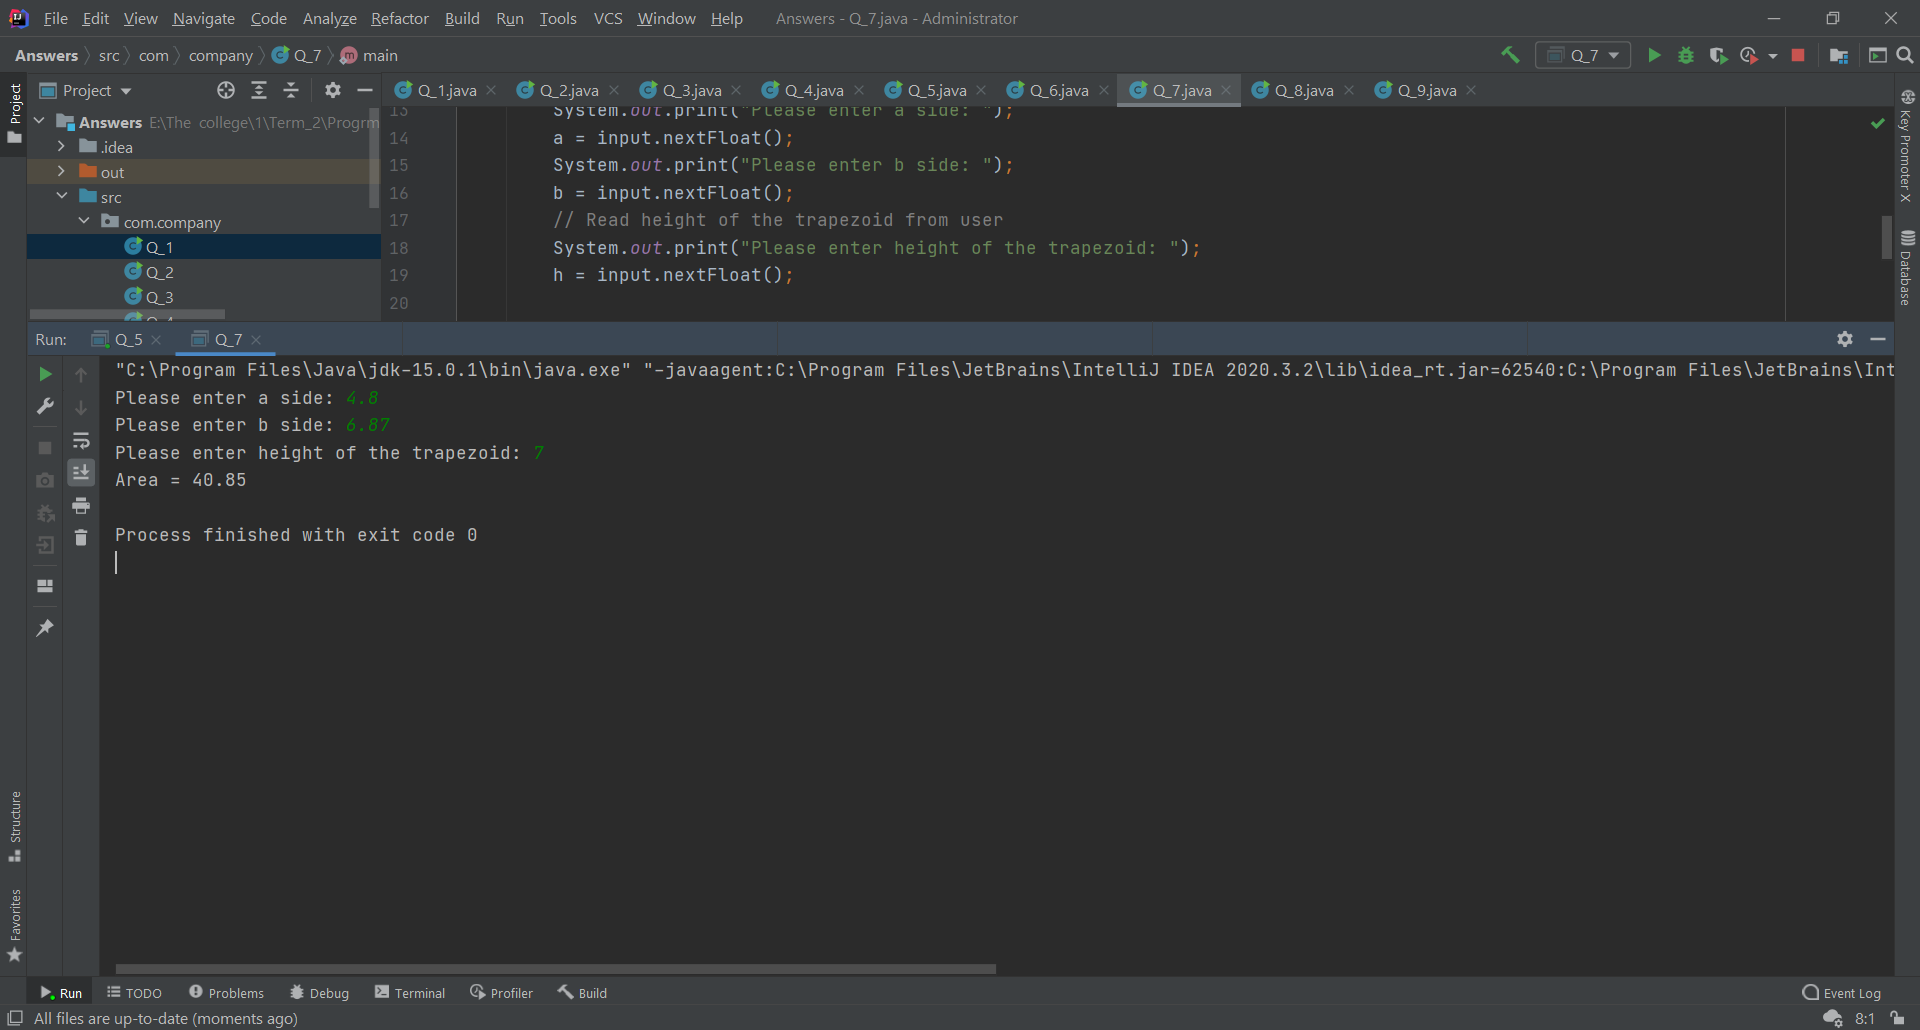 File Edit View Navigate Code Analyze Refactor Build Run Tools VCS Window Help Answers - Q_7.java - Administrator
Answers src com company Q_7 m main Q_7
Project Q_1.java Q_2.java Q_3.java Q_4.java Q_5.java Q_6.java Q_7.java Q_8.java Q_9.java
Project
Answers E:\The college\1\Term_2\Progrm
.idea
out
src
com.company
Q_1
Q_2
Q_3
Q_4
13 System.out.print("Please enter a side: ");
14 a = input.nextFloat();
15 System.out.print("Please enter b side: ");
16 b = input.nextFloat();
17 // Read height of the trapezoid from user
18 System.out.print("Please enter height of the trapezoid: ");
19 h = input.nextFloat();
20
Key Promoter X
Database
Run: Q_5 Q_7
"C:\Program Files\Java\jdk-15.0.1\bin\java.exe" "-javaagent:C:\Program Files\JetBrains\IntelliJ IDEA 2020.3.2\lib\idea_rt.jar=62540:C:\Program Files\JetBrains\Int
Please enter a side: 4.8
Please enter b side: 6.87
Please enter height of the trapezoid: 7
Area = 40.85
Process finished with exit code 0
Structure
Favorites
Run TODO Problems Debug Terminal Profiler Build Event Log
All files are up-to-date (moments ago) 8:1